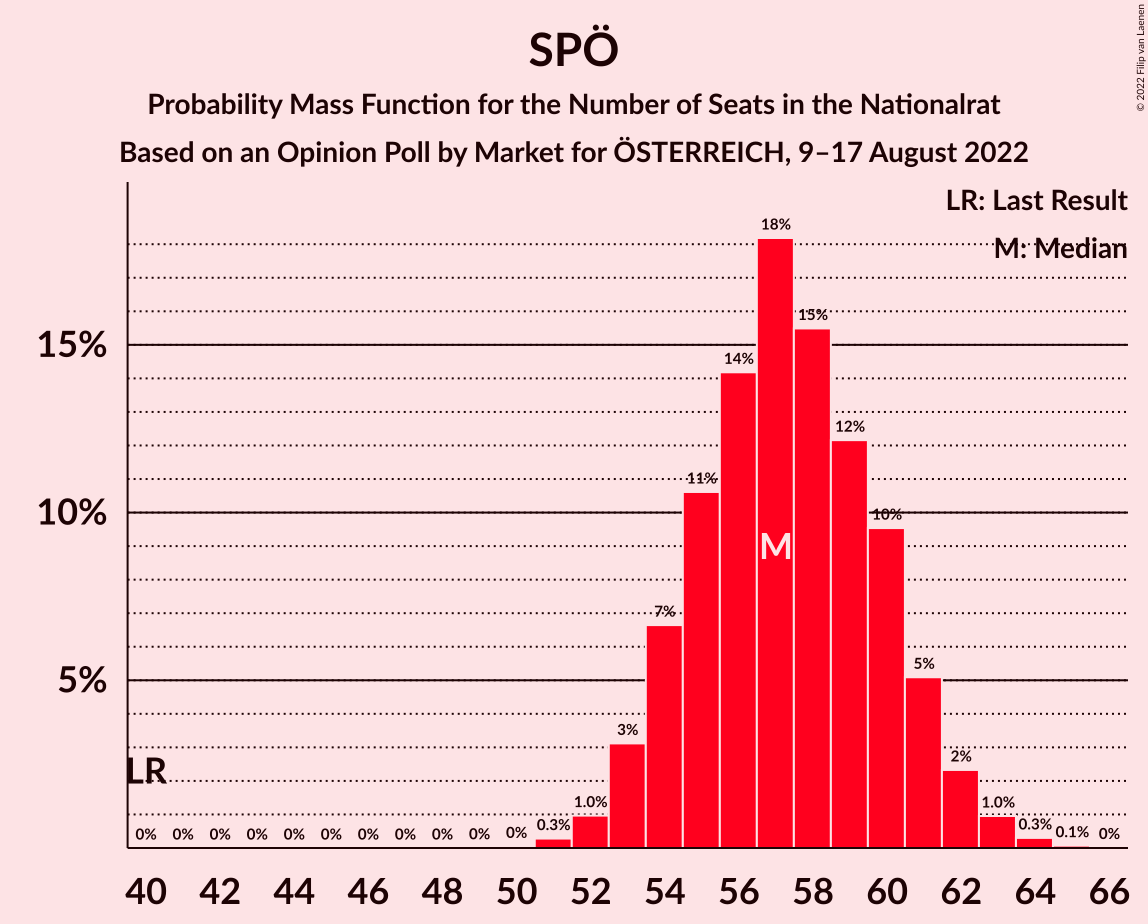 SPÖ
Probability Mass Function for the Number of Seats in the Nationalrat
Based on an Opinion Poll by Market for ÖSTERREICH, 9–17 August 2022
© 2022 Filip van Laenen
LR: Last Result
M: Median
18%
15%
15%
14%
12%
11%
10%
10%
M
7%
5%
5%
3%
2%
LR
0% 0% 0% 0% 0% 0% 0% 0% 0% 0% 0% 0.3% 1.0% 1.0% 0.3% 0.1% 0%
40 42 44 46 48 50 52 54 56 58 60 62 64 66